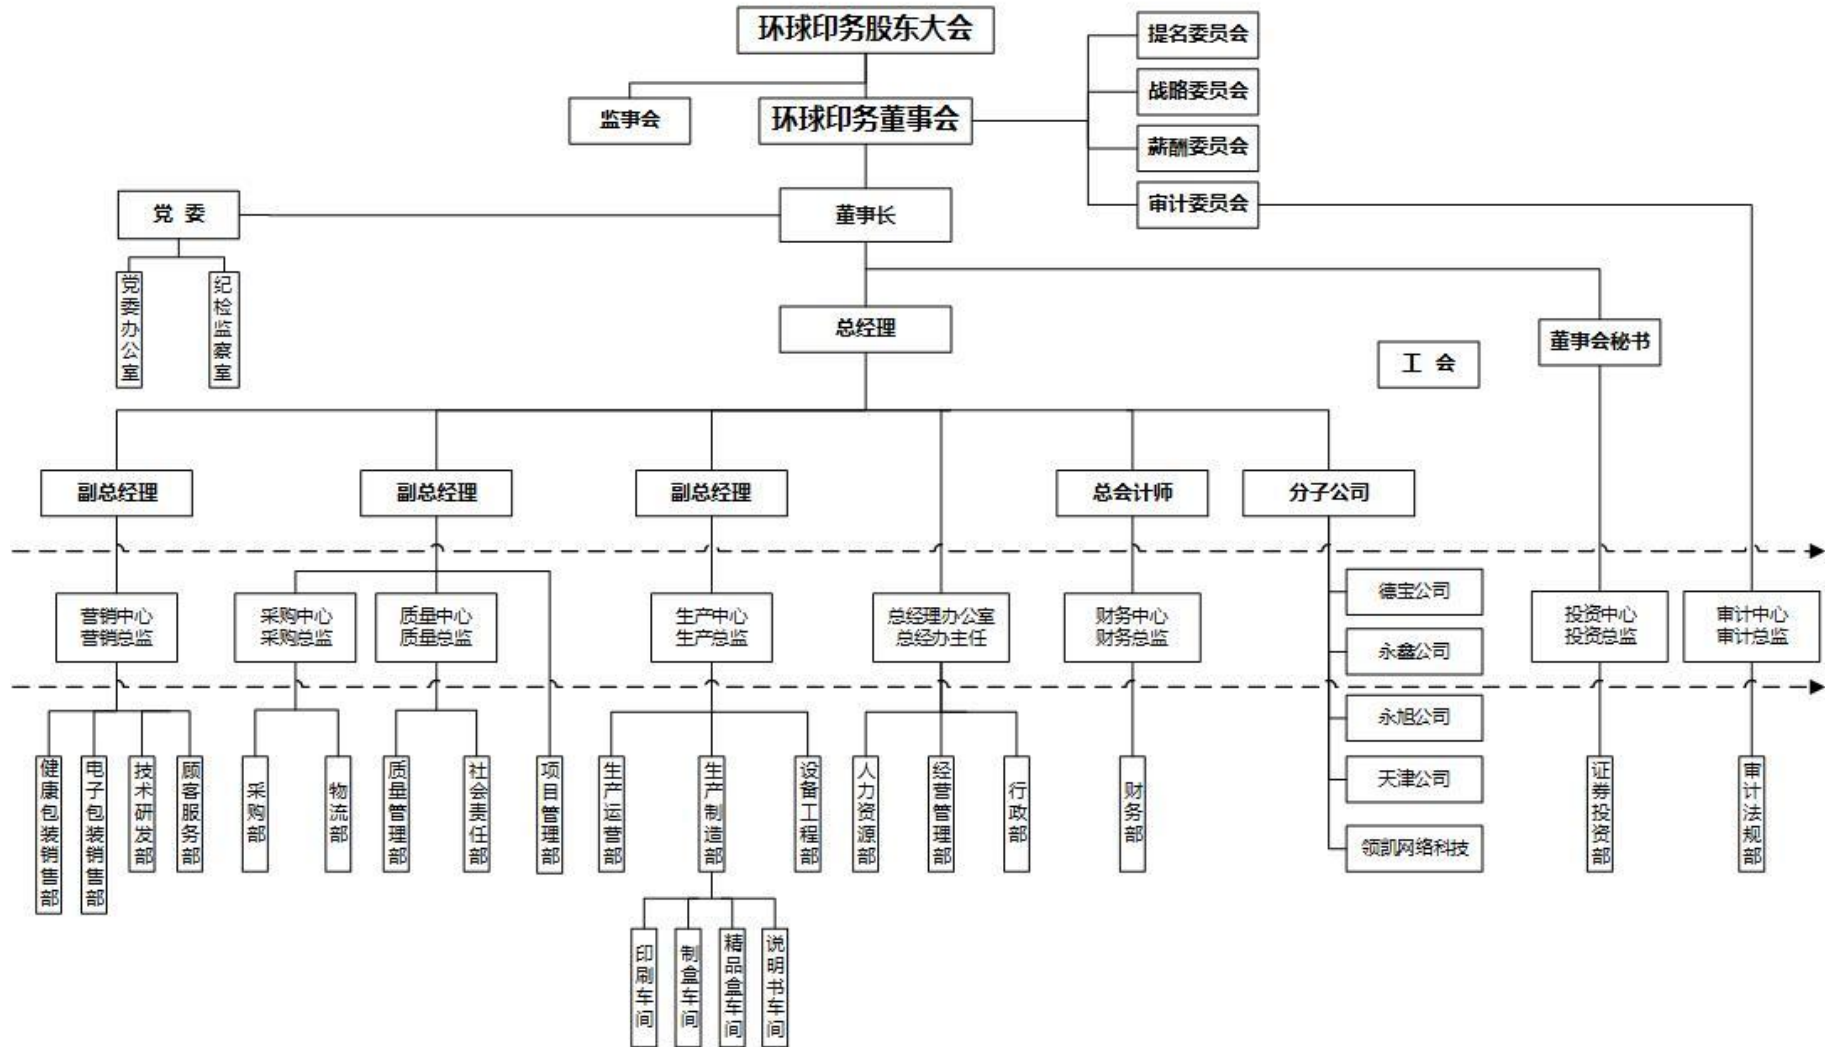 环球印务股东大会
提名委员会
战略委员会
监事会
环球印务董事会
薪酬委员会
党 委
董事长
审计委员会
党委办公室
纪检监察室
总经理
董事会秘书
工 会
副总经理
副总经理
副总经理
总会计师
分子公司
营销中心
营销总监
采购中心
采购总监
质量中心
质量总监
生产中心
生产总监
总经理办公室
总经办主任
财务中心
财务总监
德宝公司
永鑫公司
永旭公司
天津公司
领凯网络科技
投资中心
投资总监
审计中心
审计总监
健康包装销售部
电子包装销售部
技术研发部
顾客服务部
采购部
物流部
质量管理部
社会责任部
项目管理部
生产运营部
生产制造部
设备工程部
人力资源部
经营管理部
行政部
财务部
证券投资部
审计法规部
印刷车间
制盒车间
精品盒车间
说明书车间